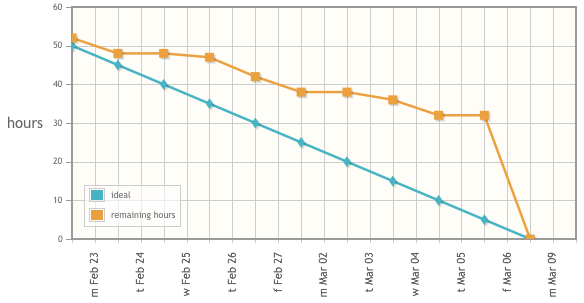 60
50
40
30
20
10
0
hours
ideal
remaining hours
m Feb 23
t Feb 24
w Feb 25
t Feb 26
f Feb 27
m Mar 02
t Mar 03
w Mar 04
t Mar 05
f Mar 06
m Mar 09